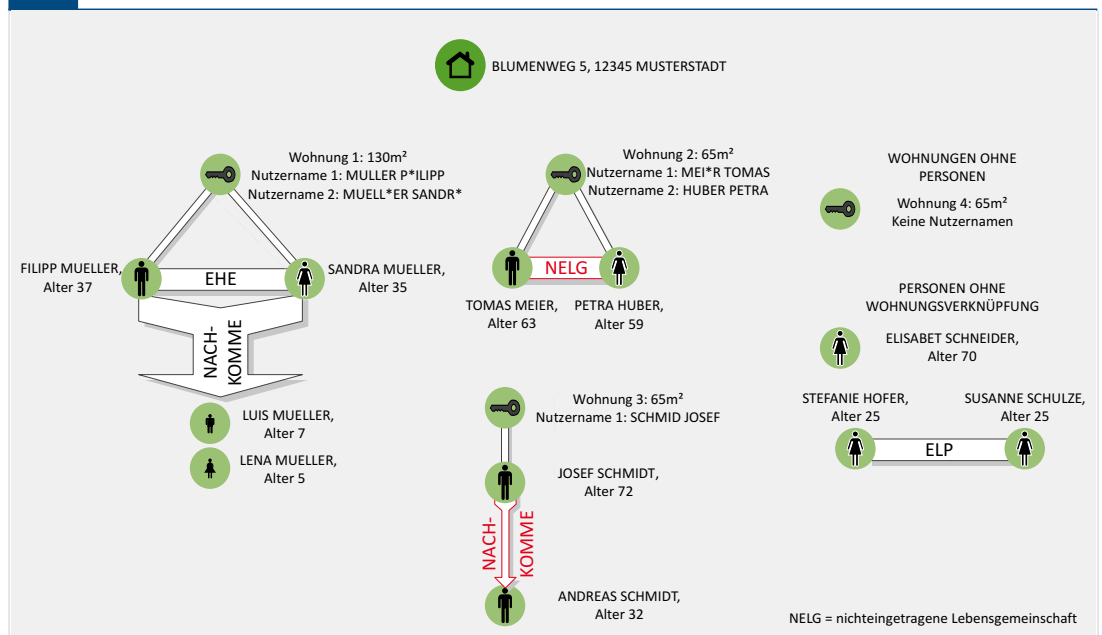 BLUMENWEG 5, 12345 MUSTERSTADT
Wohnung 1: 130m²
Nutzername 1: MULLER P*ILIPP
Nutzername 2: MUELL*ER SANDR*
FILIPP MUELLER,
Alter 37
EHE
SANDRA MUELLER,
Alter 35
NACH-
KOMME
LUIS MUELLER,
Alter 7
LENA MUELLER,
Alter 5
Wohnung 2: 65m²
Nutzername 1: MEI*R TOMAS
Nutzername 2: HUBER PETRA
NELG
TOMAS MEIER,
Alter 63
PETRA HUBER,
Alter 59
Wohnung 3: 65m²
Nutzername 1: SCHMID JOSEF
JOSEF SCHMIDT,
Alter 72
NACH-
KOMME
ANDREAS SCHMIDT,
Alter 32
WOHNUNGEN OHNE
PERSONEN
Wohnung 4: 65m²
Keine Nutzernamen
PERSONEN OHNE
WOHNUNGSVERKNÜPFUNG
ELISABET SCHNEIDER,
Alter 70
STEFANIE HOFER,
Alter 25
SUSANNE SCHULZE,
Alter 25
ELP
NELG = nichteingetragene Lebensgemeinschaft